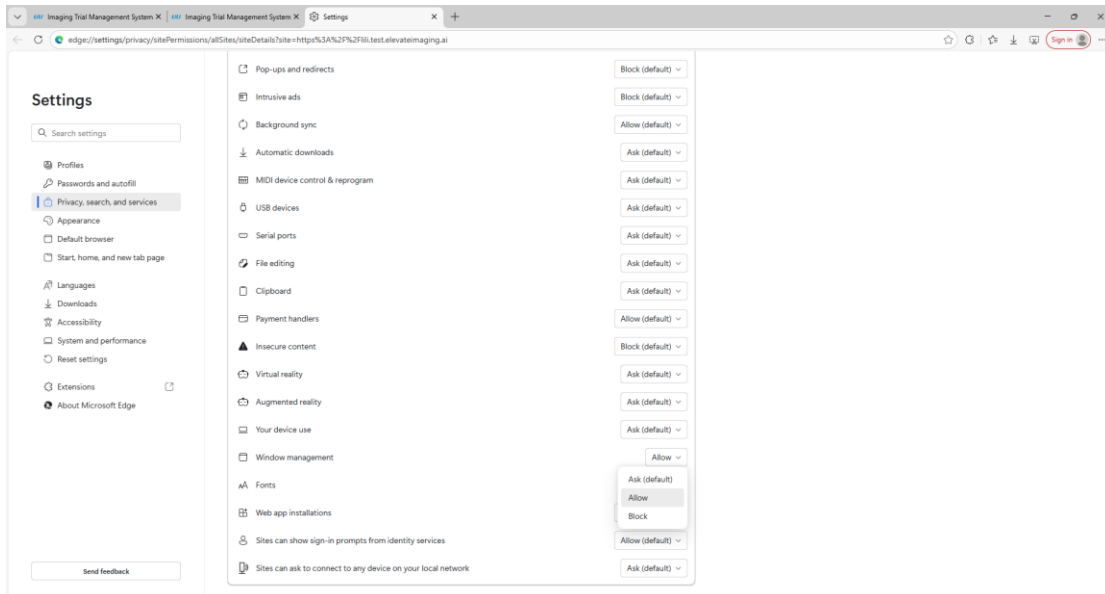 Imaging Trial Management System
Imaging Trial Management System
Settings
edge://settings/privacy/sitePermissions/allSites/siteDetails?site=https%3A%2F%2Flili.test.elevateimaging.ai
Sign in
Settings
Search settings
Profiles
Passwords and autofill
Privacy, search, and services
Appearance
Default browser
Start, home, and new tab page
Languages
Downloads
Accessibility
System and performance
Reset settings
Extensions
About Microsoft Edge
Send feedback
Pop-ups and redirects Block (default)
Intrusive ads Block (default)
Background sync Allow (default)
Automatic downloads Ask (default)
MIDI device control & reprogram Ask (default)
USB devices Ask (default)
Serial ports Ask (default)
File editing Ask (default)
Clipboard Ask (default)
Payment handlers Allow (default)
Insecure content Block (default)
Virtual reality Ask (default)
Augmented reality Ask (default)
Your device use Ask (default)
Window management Allow
Ask (default)
Allow
Block
Fonts
Web app installations
Sites can show sign-in prompts from identity services Allow (default)
Sites can ask to connect to any device on your local network Ask (default)